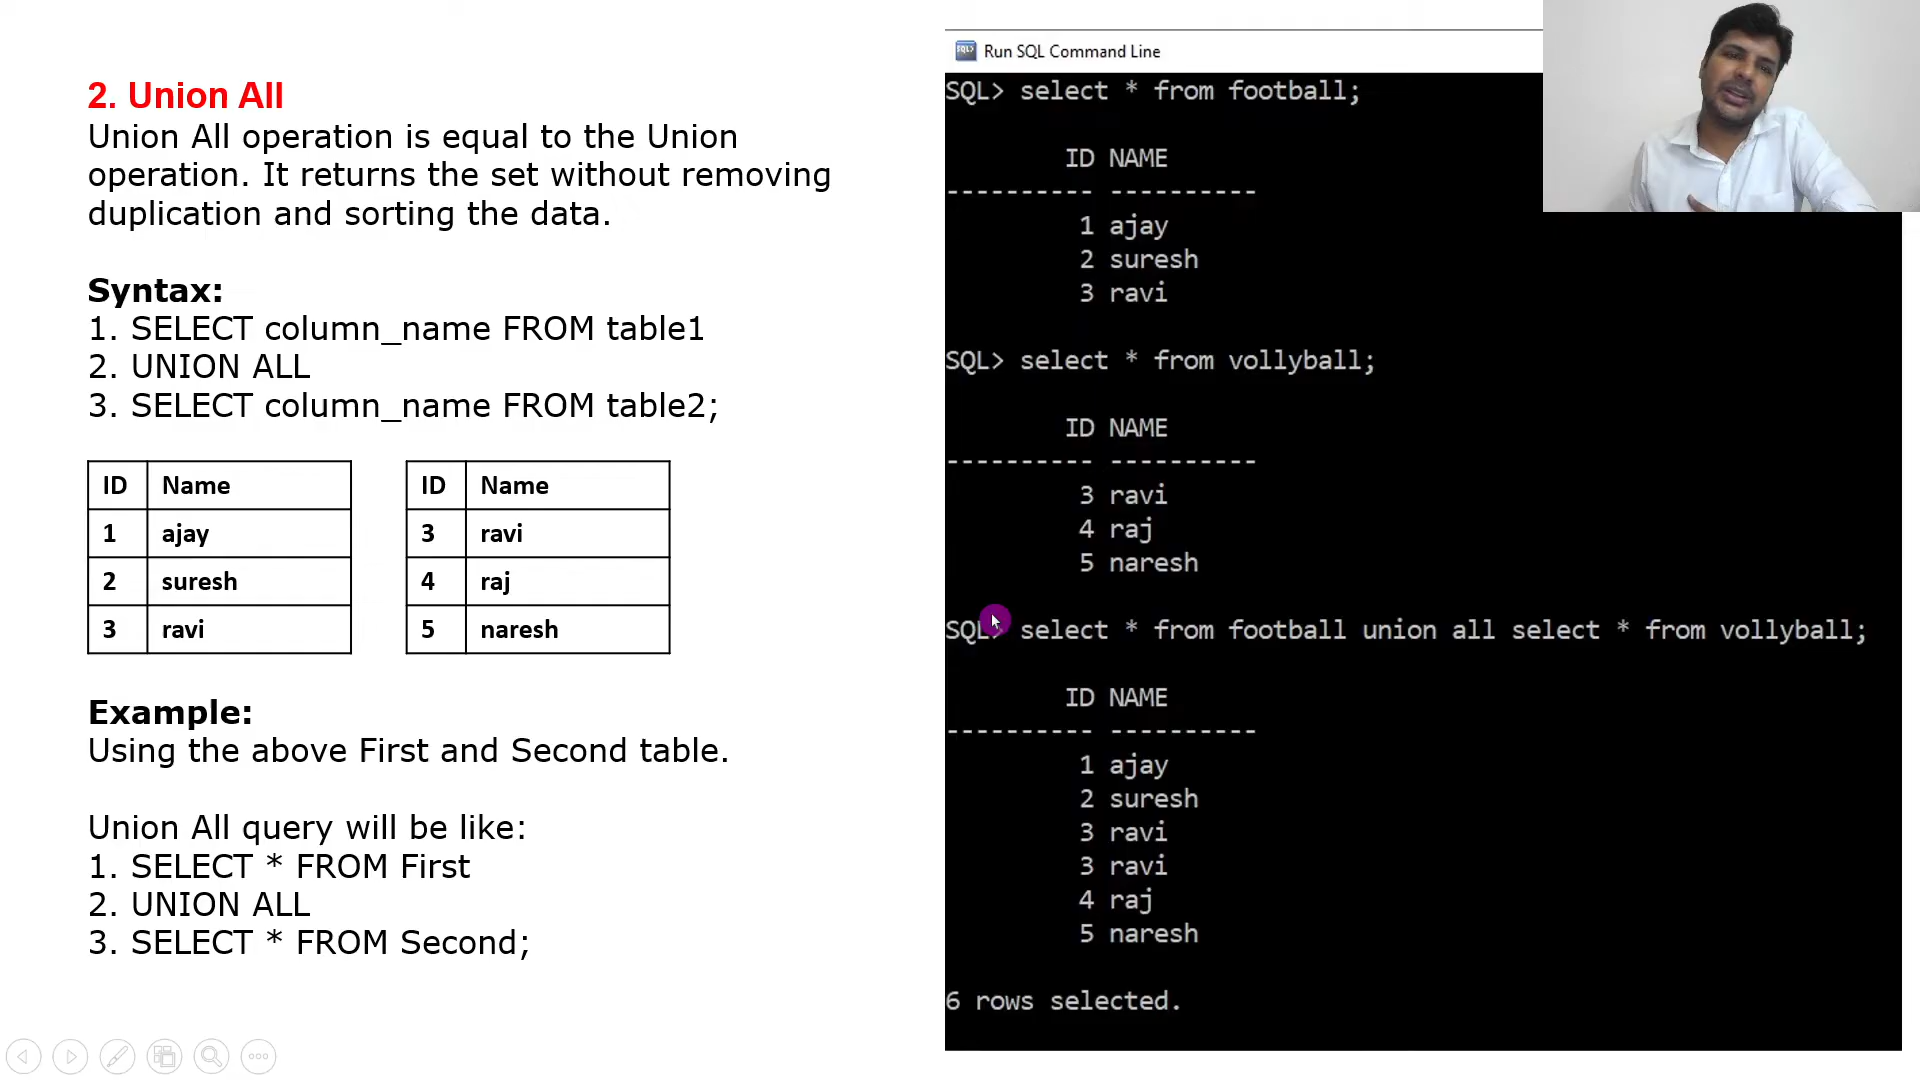 2. Union All
Union All operation is equal to the Union
operation. It returns the set without removing
duplication and sorting the data.
Syntax:
1. SELECT column_name FROM table1
2. UNION ALL
3. SELECT column_name FROM table2;
ID Name
1 ajay
2 suresh
3 ravi
ID Name
3 ravi
4 raj
5 naresh
Example:
Using the above First and Second table.
Union All query will be like:
1. SELECT * FROM First
2. UNION ALL
3. SELECT * FROM Second;
Run SQL Command Line
SQL> select * from football;
ID NAME
---------- ----------
1 ajay
2 suresh
3 ravi
SQL> select * from vollyball;
ID NAME
---------- ----------
3 ravi
4 raj
5 naresh
SQL> select * from football union all select * from vollyball;
ID NAME
---------- ----------
1 ajay
2 suresh
3 ravi
3 ravi
4 raj
5 naresh
6 rows selected.